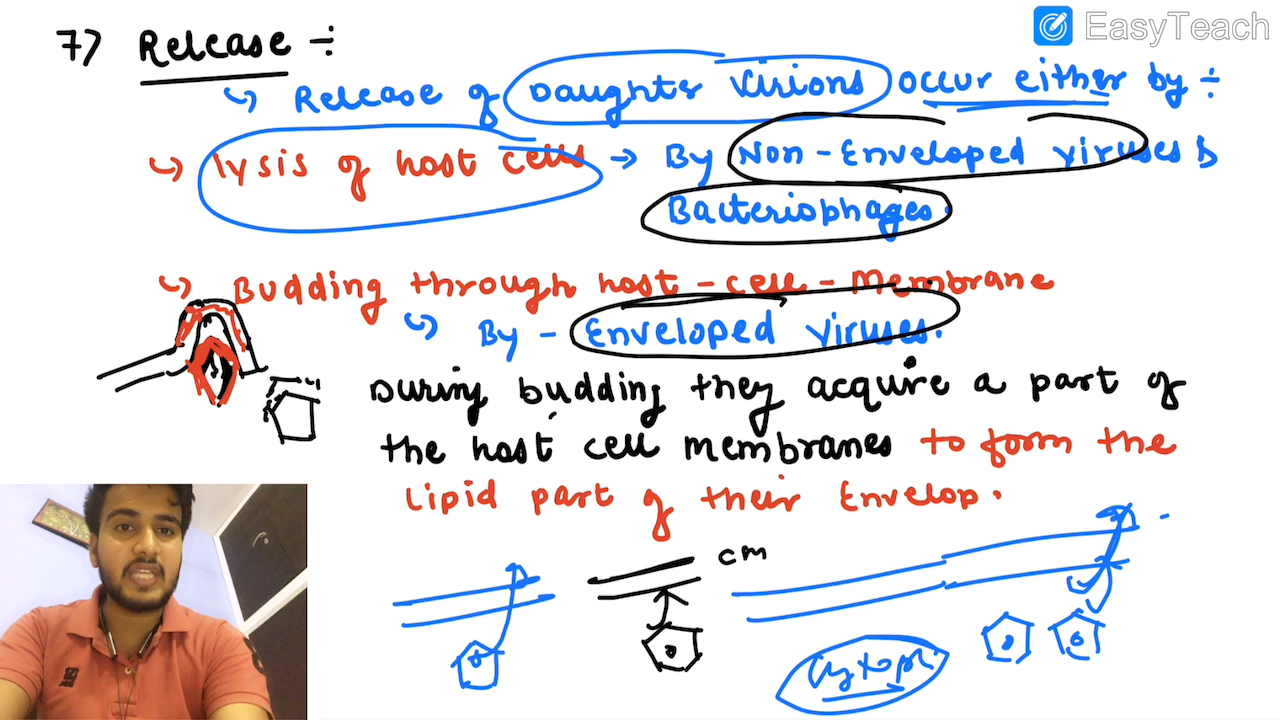 EasyTeach
7) Release ÷
↪ Release of Daughter Virions occur either by ÷
↪ lysis of host cells → By Non-Enveloped viruses &
Bacteriophages.
↪ Budding through host-cell-Membrane
↪ By - Enveloped viruses.
During budding they acquire a part of
the host cell membranes to form the
lipid part of their Envelop.
cm